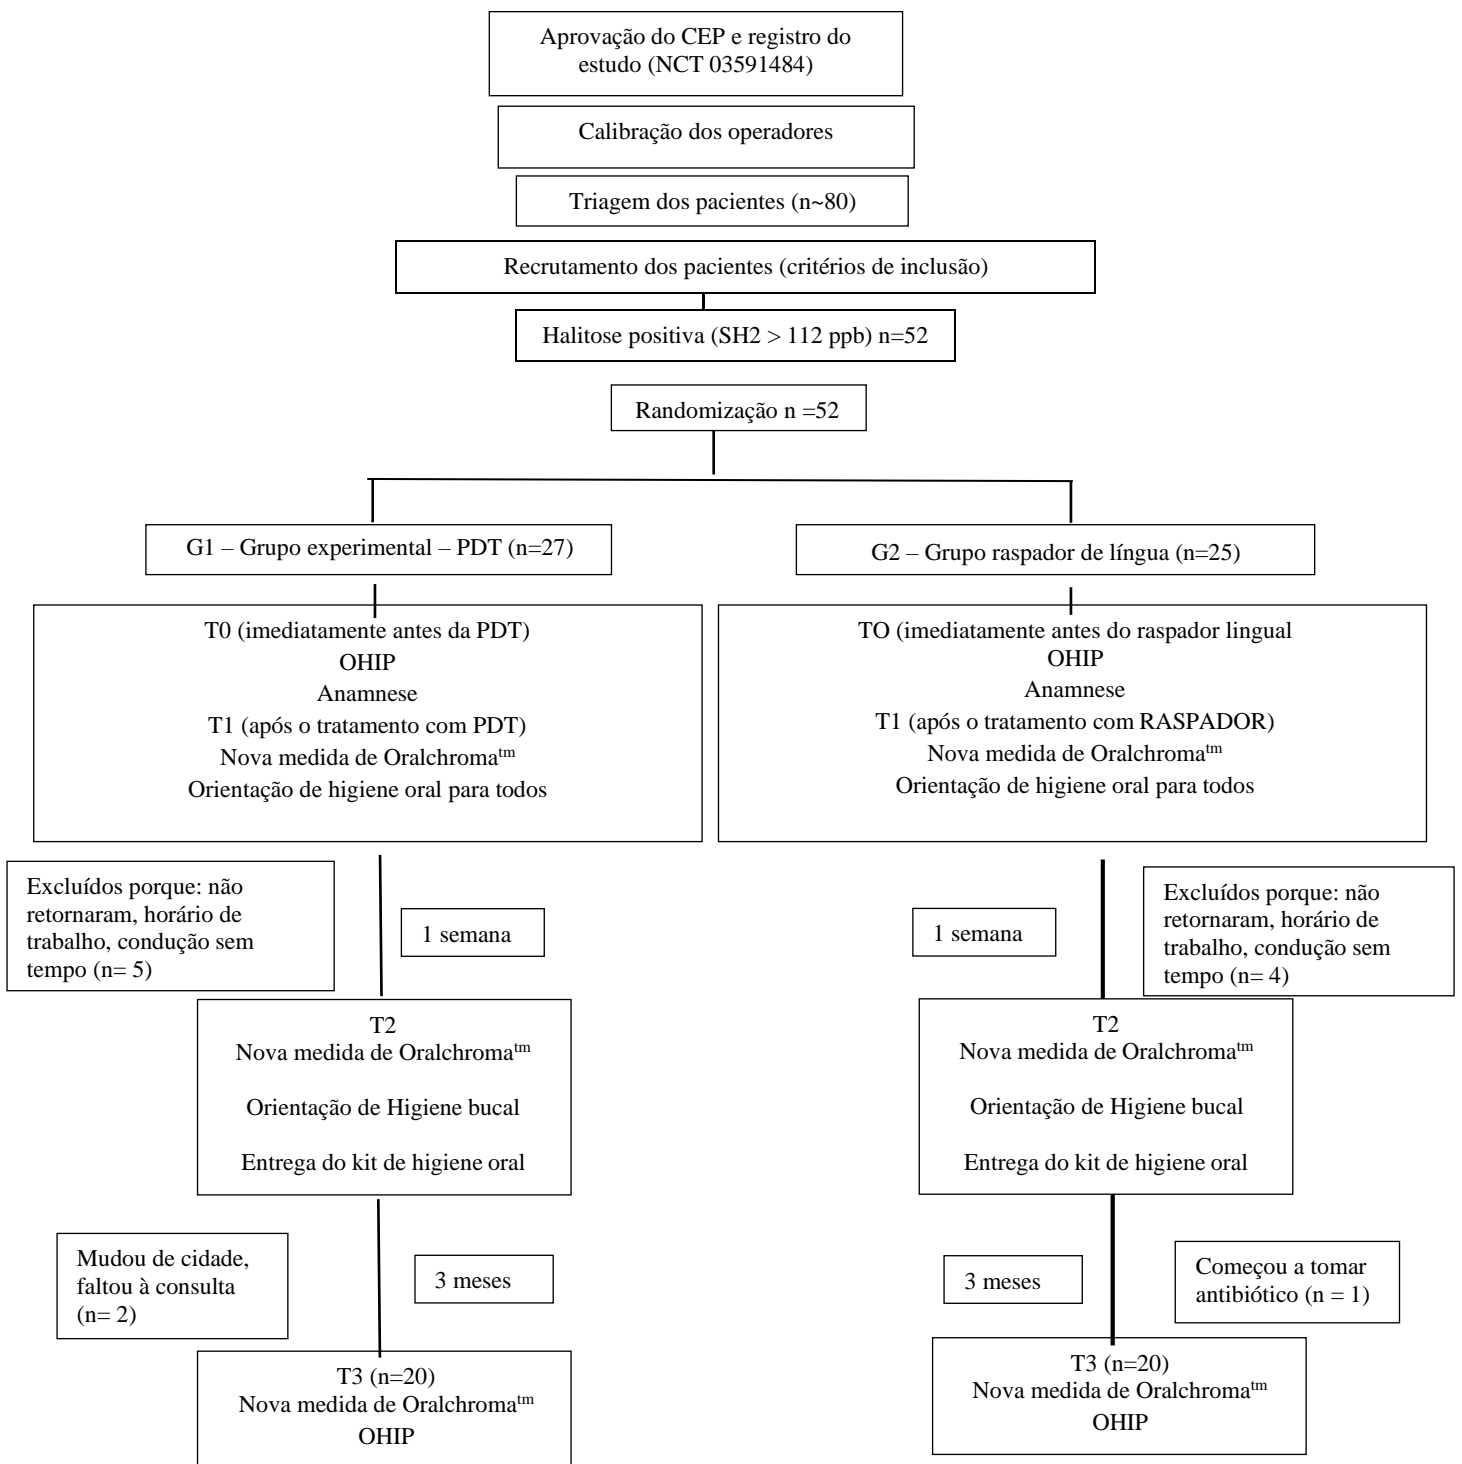 Aprovação do CEP e registro do
estudo (NCT 03591484)
Calibração dos operadores
Triagem dos pacientes (n~80)
Recrutamento dos pacientes (critérios de inclusão)
Halitose positiva (SH2 > 112 ppb) n=52
Randomização n =52
G1 – Grupo experimental – PDT (n=27)
G2 – Grupo raspador de língua (n=25)
T0 (imediatamente antes da PDT)
OHIP
Anamnese
T1 (após o tratamento com PDT)
Nova medida de Oralchromatm
Orientação de higiene oral para todos
TO (imediatamente antes do raspador lingual
OHIP
Anamnese
T1 (após o tratamento com RASPADOR)
Nova medida de Oralchromatm
Orientação de higiene oral para todos
Excluídos porque: não
retornaram, horário de
trabalho, condução sem
tempo (n= 5)
1 semana
1 semana
Excluídos porque: não
retornaram, horário de
trabalho, condução sem
tempo (n= 4)
T2
Nova medida de Oralchromatm
Orientação de Higiene bucal
Entrega do kit de higiene oral
T2
Nova medida de Oralchromatm
Orientação de Higiene bucal
Entrega do kit de higiene oral
Mudou de cidade,
faltou à consulta
(n= 2)
3 meses
3 meses
Começou a tomar
antibiótico (n = 1)
T3 (n=20)
Nova medida de Oralchromatm
OHIP
T3 (n=20)
Nova medida de Oralchromatm
OHIP